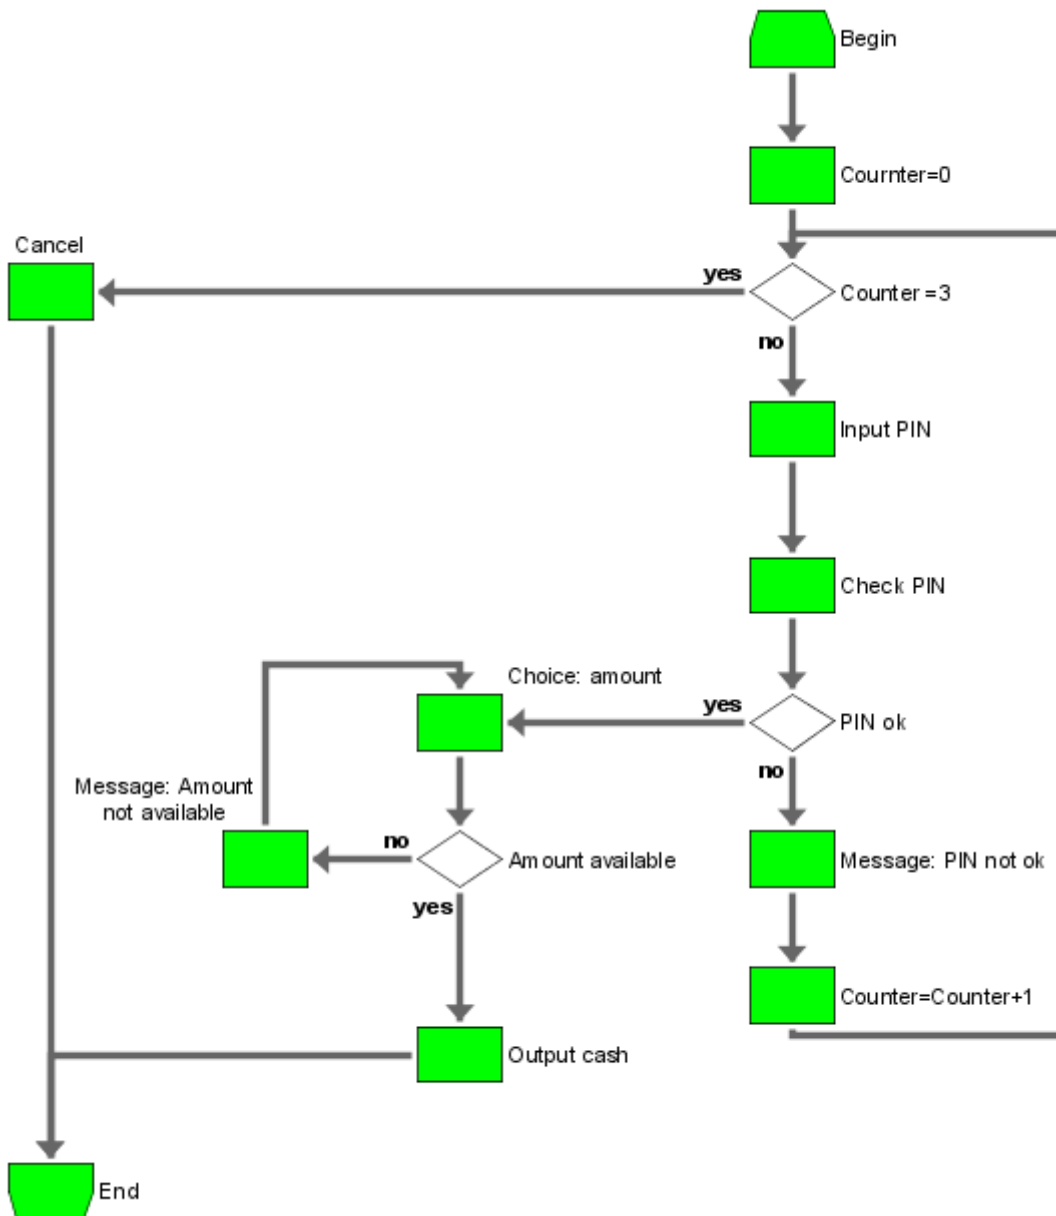 Begin
Cournter=0
Cancel
yes
Counter =3
no
Input PIN
Check PIN
Choice: amount
yes
PIN ok
no
Message: Amount
not available
no
Amount available
Message: PIN not ok
yes
Counter=Counter+1
Output cash
End